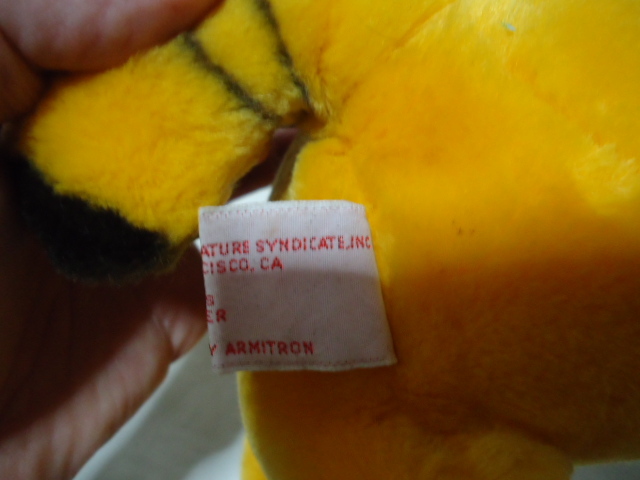 ATURE SYNDICATE,INC
CISCO, CA
S
ER
Y ARMITRON